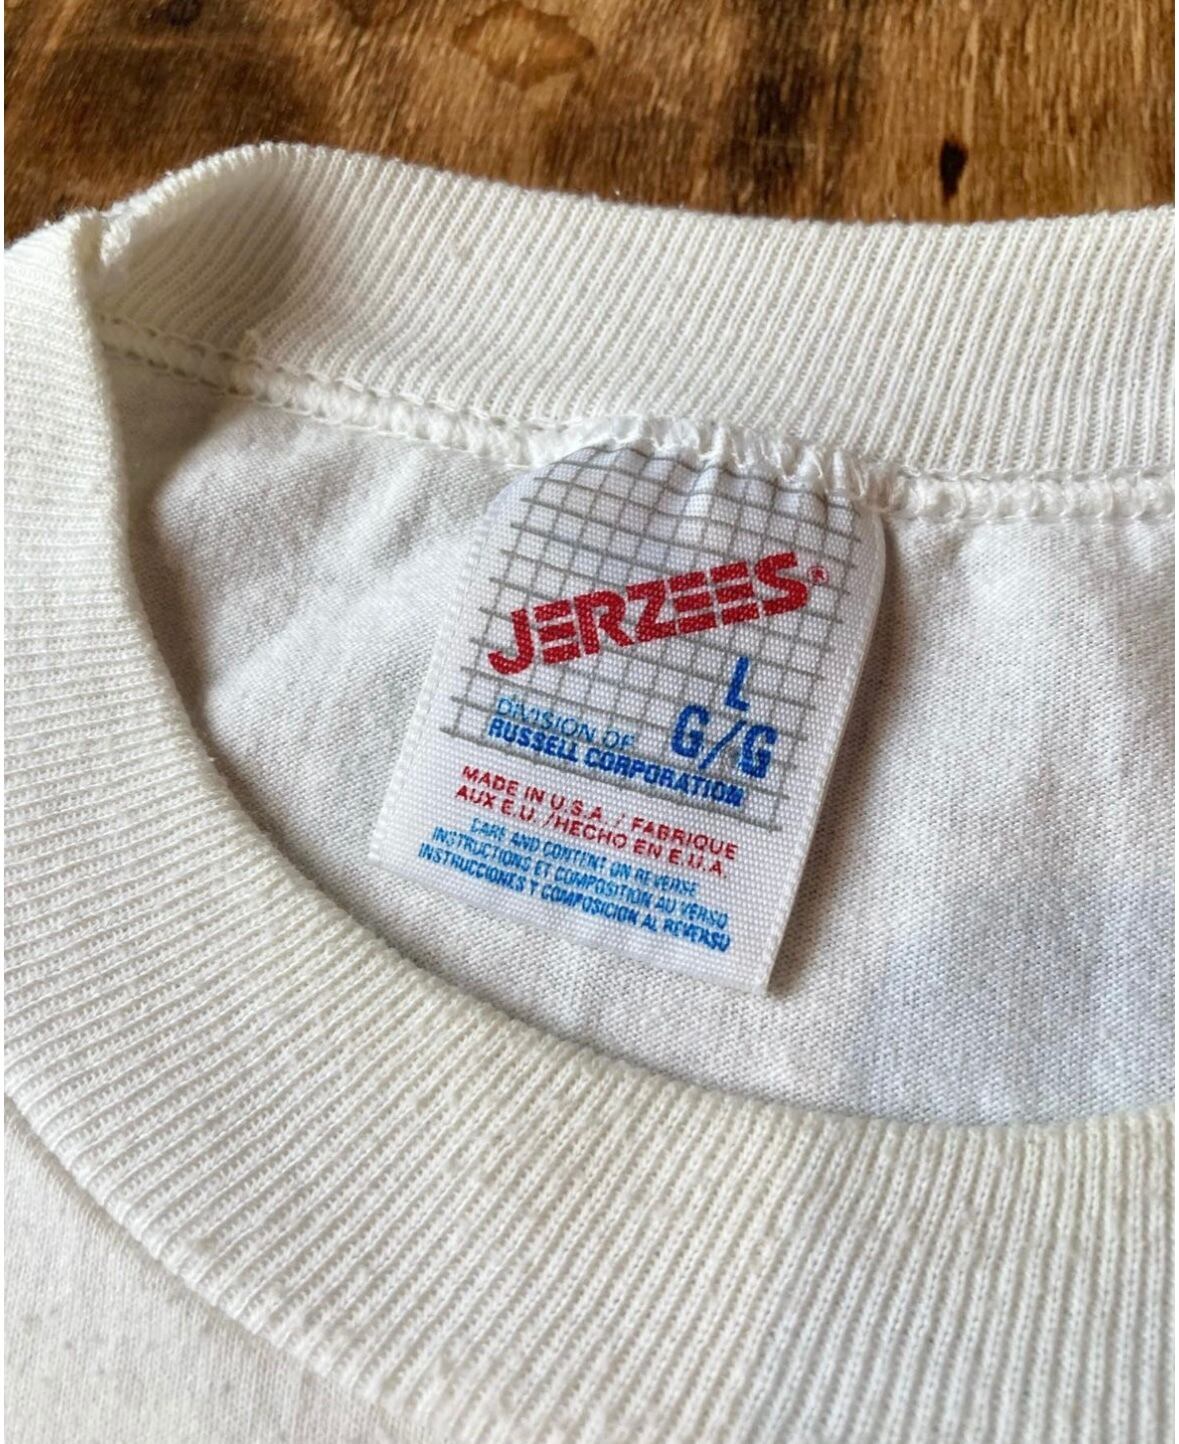 JERZEES®
L
G/G
DIVISION OF
RUSSELL CORPORATION
MADE IN U.S.A. / FABRIQUE
AUX E.U. /HECHO EN E.U.A.
CARE AND CONTENT ON REVERSE
INSTRUCTIONS ET COMPOSITION AU VERSO
INSTRUCCIONES Y COMPOSICION AL REVERSO